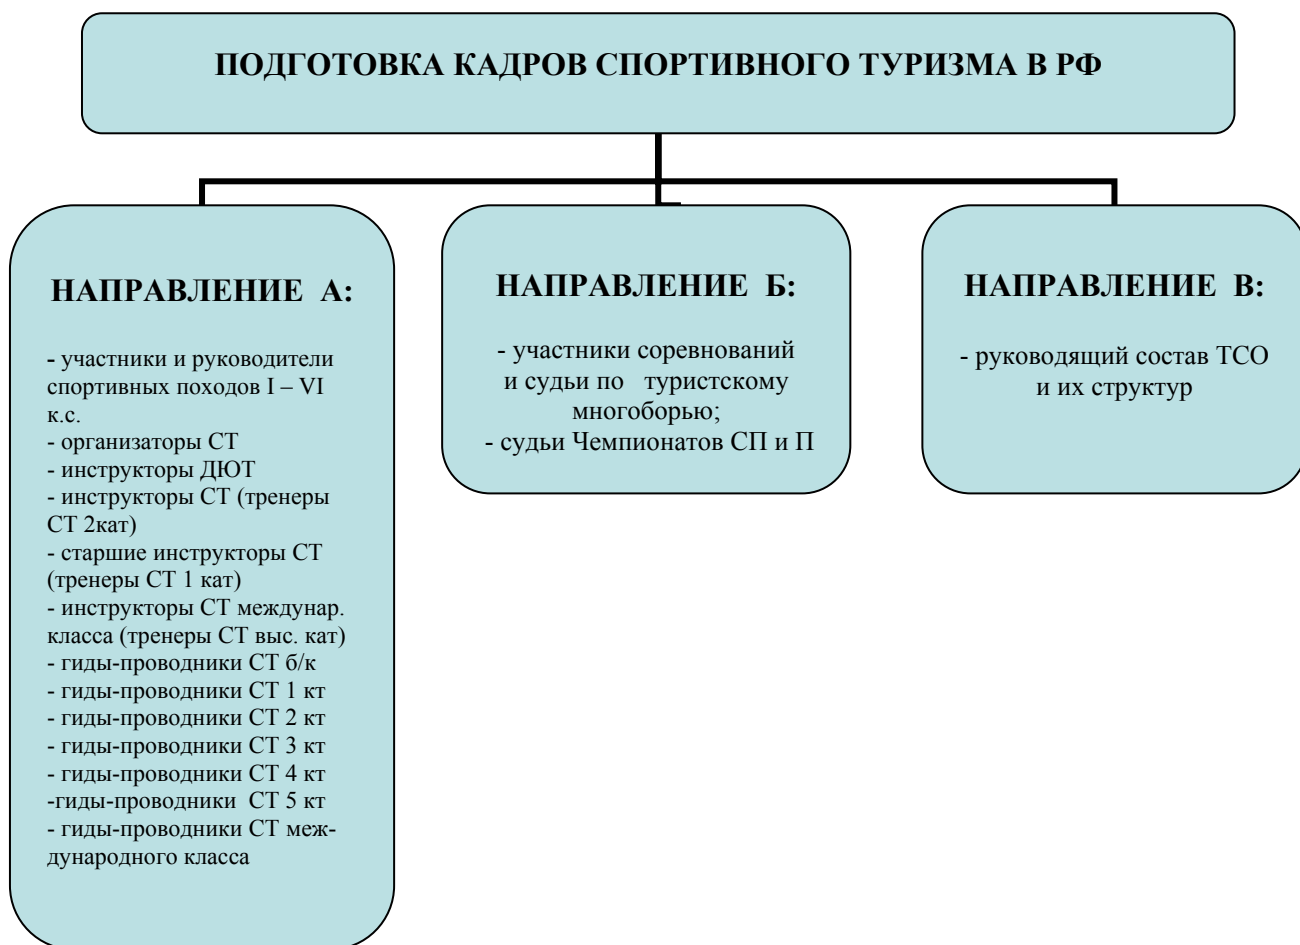 ПОДГОТОВКА КАДРОВ СПОРТИВНОГО ТУРИЗМА В РФ
НАПРАВЛЕНИЕ А:
- участники и руководители
спортивных походов I – VI
к.с.
- организаторы СТ
- инструкторы ДЮТ
- инструкторы СТ (тренеры
СТ 2кат)
- старшие инструкторы СТ
(тренеры СТ 1 кат)
- инструкторы СТ междунар.
класса (тренеры СТ выс. кат)
- гиды-проводники СТ б/к
- гиды-проводники СТ 1 кт
- гиды-проводники СТ 2 кт
- гиды-проводники СТ 3 кт
- гиды-проводники СТ 4 кт
-гиды-проводники СТ 5 кт
- гиды-проводники СТ меж-
дународного класса
НАПРАВЛЕНИЕ Б:
- участники соревнований
и судьи по туристскому
многоборью;
- судьи Чемпионатов СП и П
НАПРАВЛЕНИЕ В:
- руководящий состав ТСО
и их структур